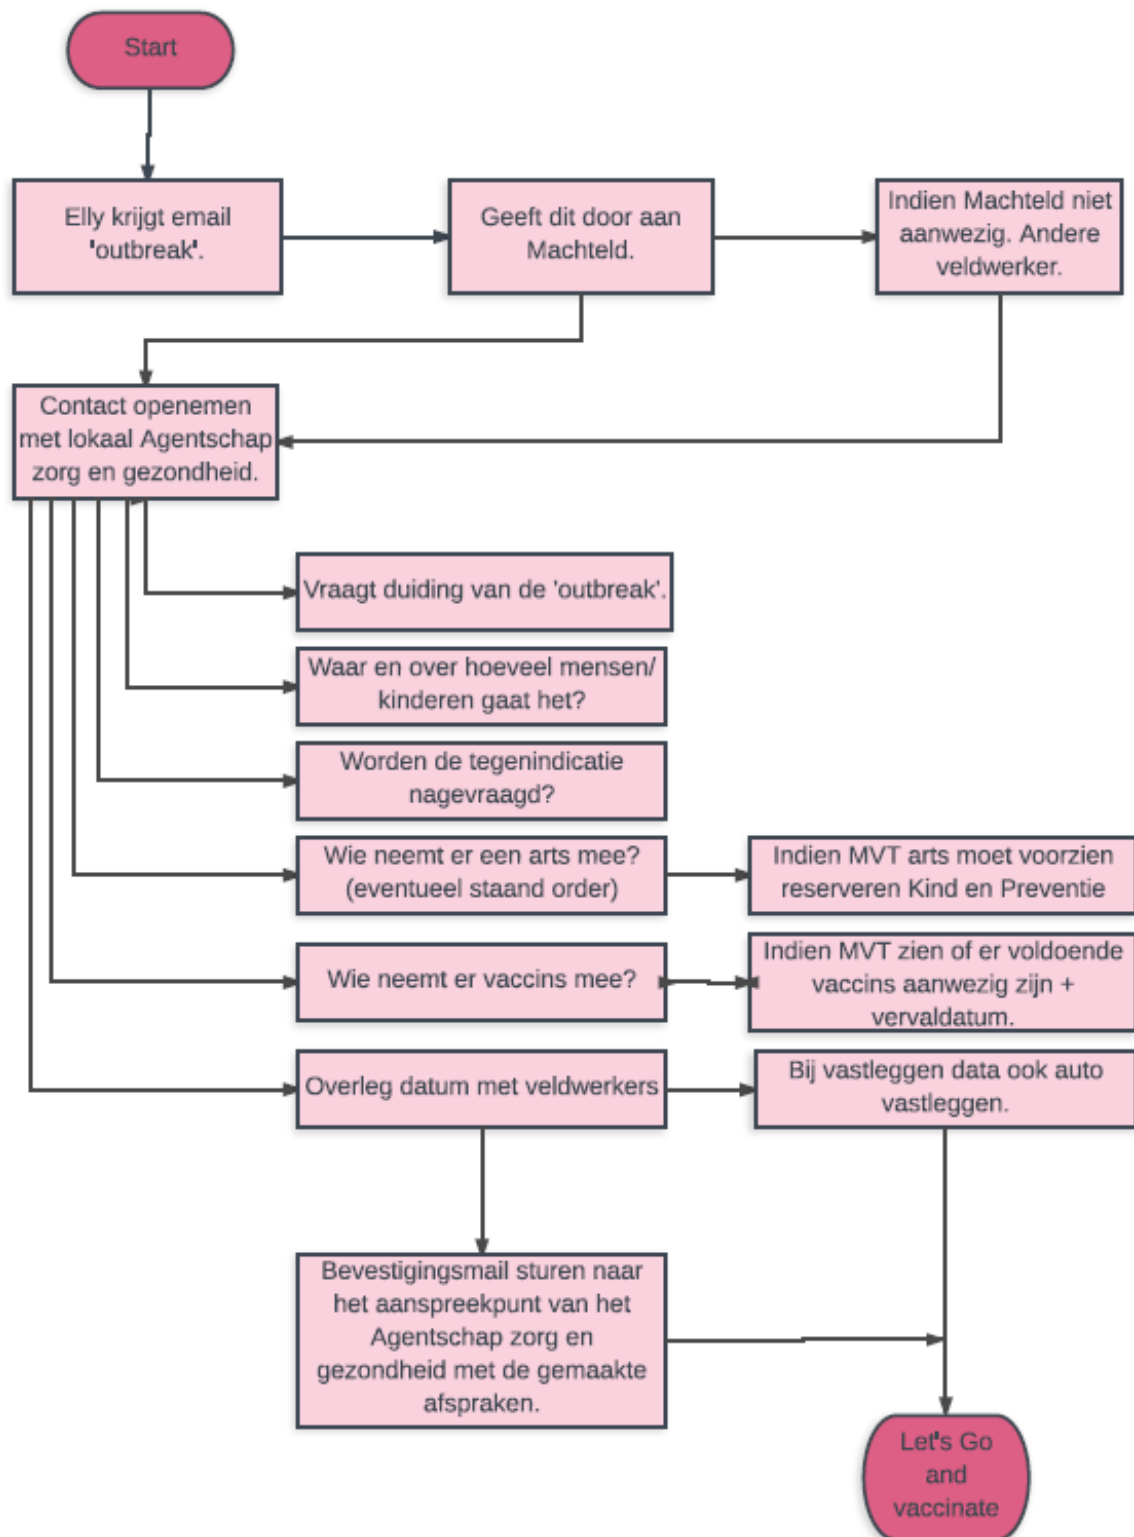 Start
Elly krijgt email
'outbreak'.
Geeft dit door aan
Machteld.
Indien Machteld niet
aanwezig. Andere
veldwerker.
Contact openemen
met lokaal Agentschap
zorg en gezondheid.
Vraagt duiding van de 'outbreak'.
Waar en over hoeveel mensen/
kinderen gaat het?
Worden de tegenindicatie
nagevraagd?
Wie neemt er een arts mee?
(eventueel staand order)
Indien MVT arts moet voorzien
reserveren Kind en Preventie
Wie neemt er vaccins mee?
Indien MVT zien of er voldoende
vaccins aanwezig zijn +
vervaldatum.
Overleg datum met veldwerkers
Bij vastleggen data ook auto
vastleggen.
Bevestigingsmail sturen naar
het aanspreekpunt van het
Agentschap zorg en
gezondheid met de gemaakte
afspraken.
Let's Go
and
vaccinate